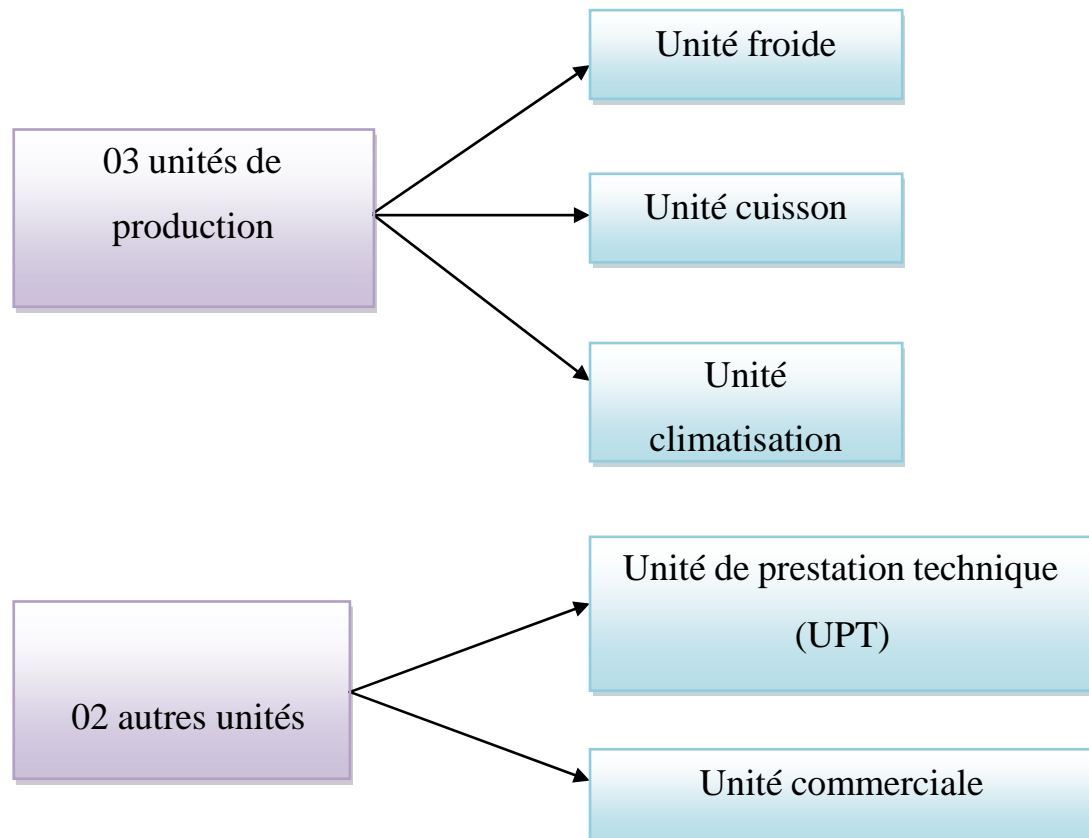 Unité froide
03 unités de
production
Unité cuisson
Unité
climatisation
Unité de prestation technique
(UPT)
02 autres unités
Unité commerciale